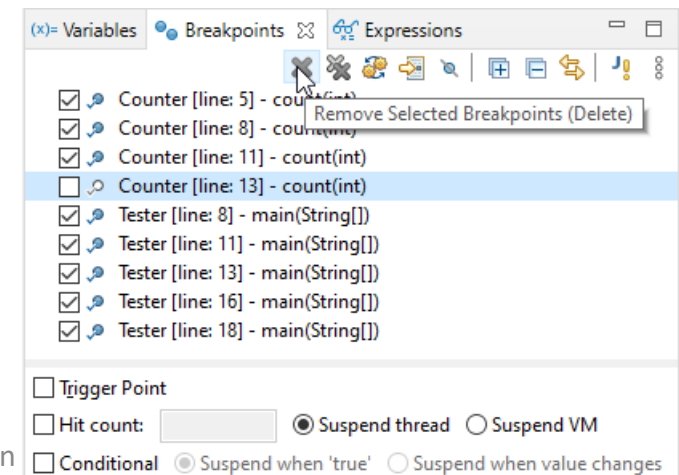 (x)= Variables Breakpoints Expressions
Counter [line: 5] - count(int)
Remove Selected Breakpoints (Delete)
Counter [line: 8] - count(int)
Counter [line: 11] - count(int)
Counter [line: 13] - count(int)
Tester [line: 8] - main(String[])
Tester [line: 11] - main(String[])
Tester [line: 13] - main(String[])
Tester [line: 16] - main(String[])
Tester [line: 18] - main(String[])
Trigger Point
Hit count: Suspend thread Suspend VM
n
Conditional Suspend when 'true' Suspend when value changes